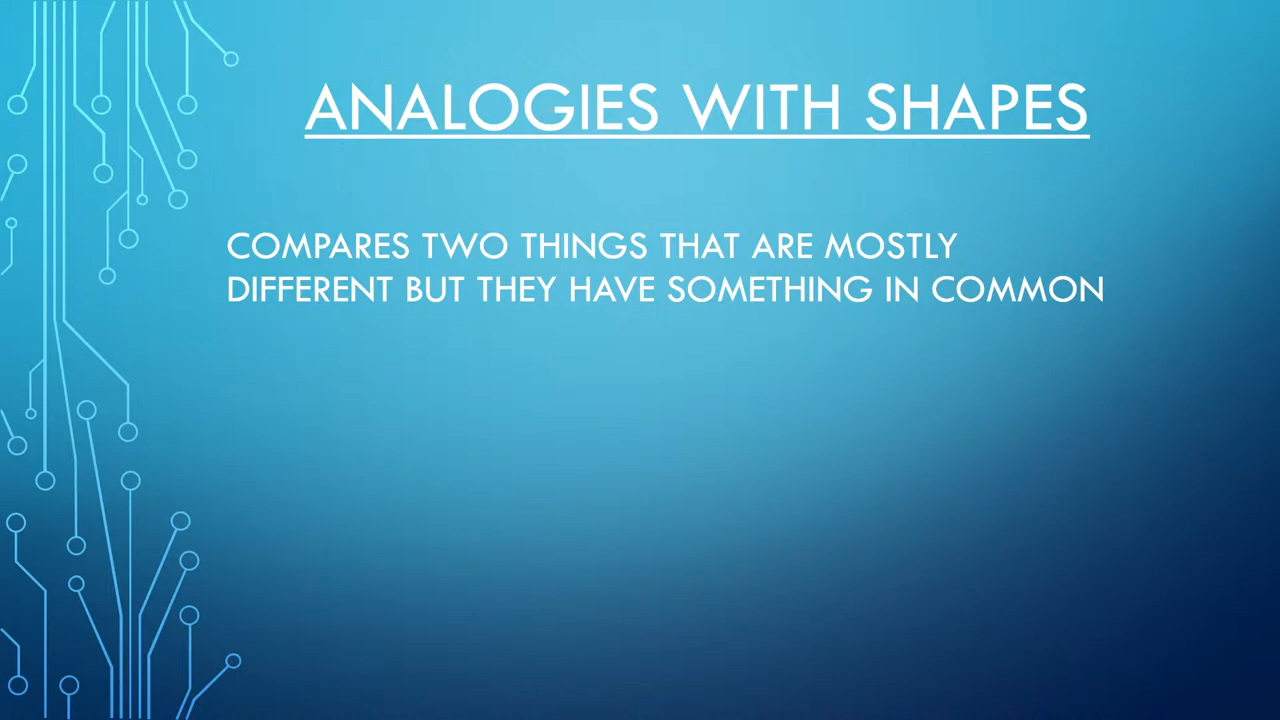 ANALOGIES WITH SHAPES
COMPARES TWO THINGS THAT ARE MOSTLY
DIFFERENT BUT THEY HAVE SOMETHING IN COMMON